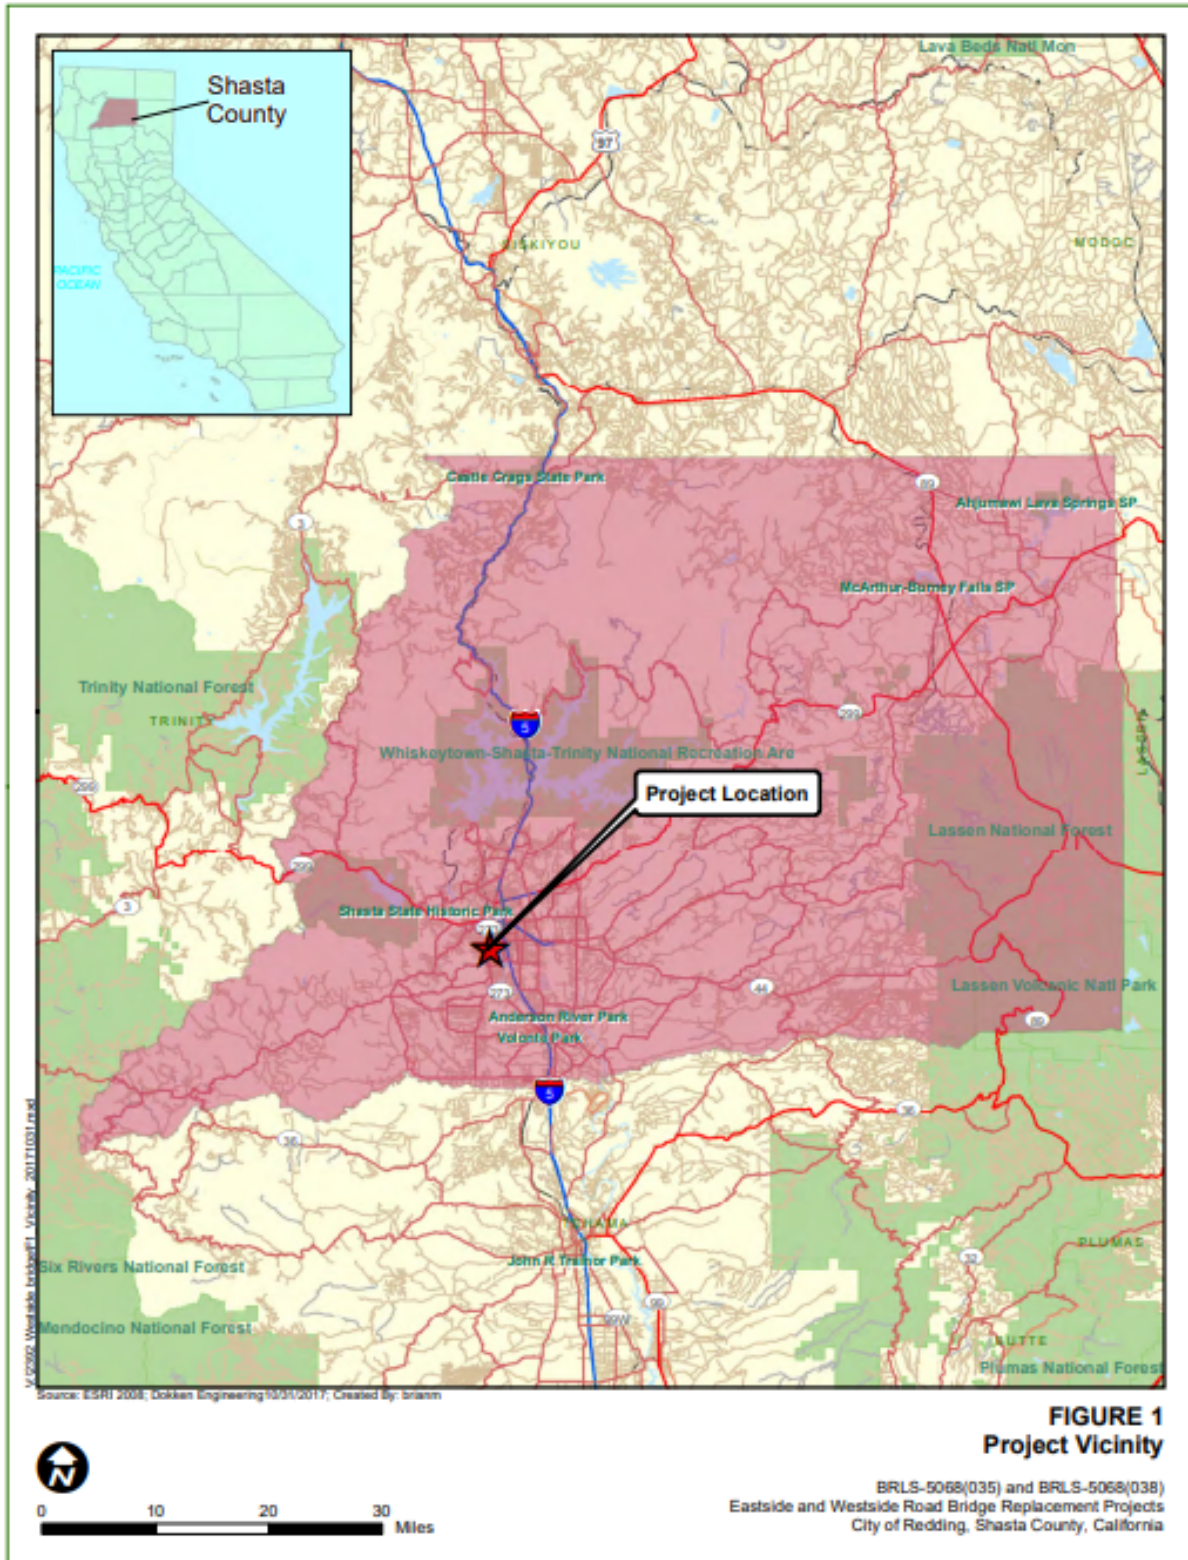 Lava Beds Natl Mon
Shasta
County
97
SISKIYOU
MODOC
PACIFIC
OCEAN
Castle Crags State Park
89
Ahjumawi Lava Springs SP
3
McArthur-Burney Falls SP
Trinity National Forest
TRINITY
299
5
LASSEN
Whiskeytown-Shasta-Trinity National Recreation Are
299
Project Location
Lassen National Forest
299
3
Shasta State Historic Park
273
44
Lassen Volcanic Natl Park
Anderson River Park
89
Volonte Park
5
36
36
TEHAMA
PLUMAS
John R Trainor Park
32
Six Rivers National Forest
99
99W
Mendocino National Forest
BUTTE
Plumas National Forest
Source: ESRI 2008; Dokken Engineering 10/31/2017; Created By: brianm
FIGURE 1
Project Vicinity
N
BRLS-5068(035) and BRLS-5068(038)
Eastside and Westside Road Bridge Replacement Projects
City of Redding, Shasta County, California
0 10 20 30
Miles